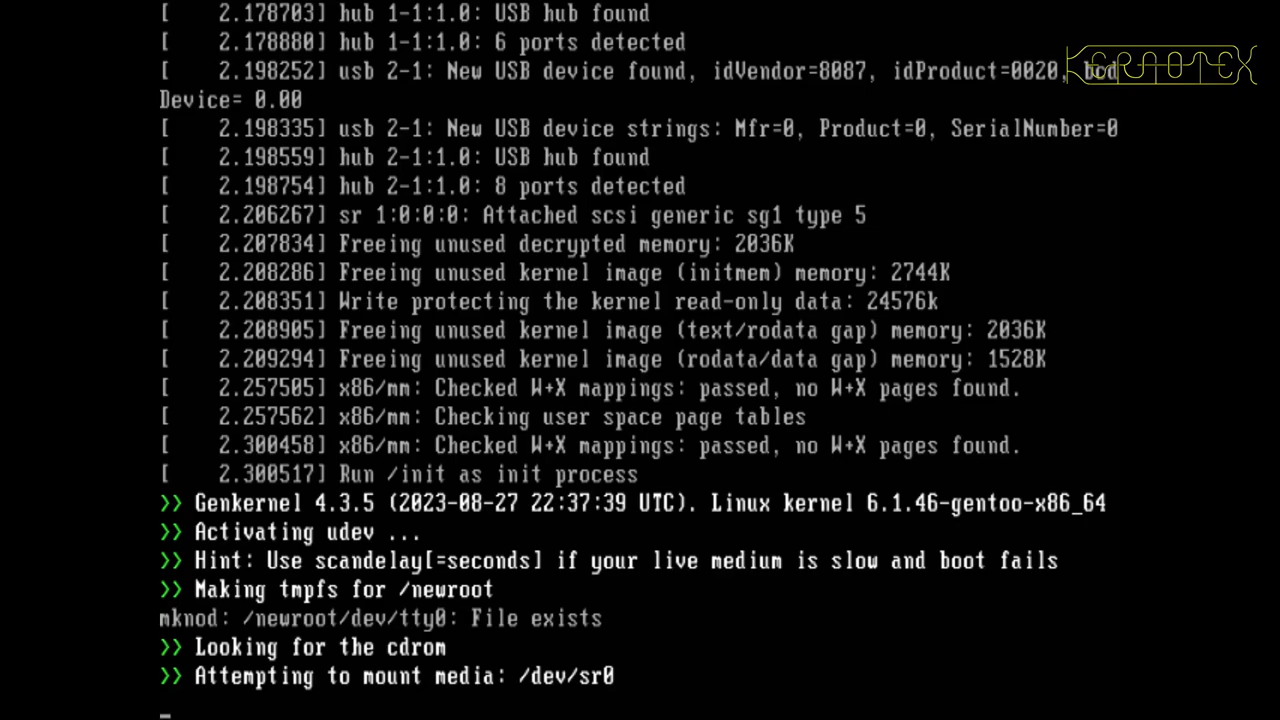 [    2.178703] hub 1-1:1.0: USB hub found
[    2.178880] hub 1-1:1.0: 6 ports detected
[    2.198252] usb 2-1: New USB device found, idVendor=8087, idProduct=0020, bcd
Device= 0.00
[    2.198335] usb 2-1: New USB device strings: Mfr=0, Product=0, SerialNumber=0
[    2.198559] hub 2-1:1.0: USB hub found
[    2.198754] hub 2-1:1.0: 8 ports detected
[    2.206267] sr 1:0:0:0: Attached scsi generic sg1 type 5
[    2.207834] Freeing unused decrypted memory: 2036K
[    2.208286] Freeing unused kernel image (initmem) memory: 2744K
[    2.208351] Write protecting the kernel read-only data: 24576k
[    2.208905] Freeing unused kernel image (text/rodata gap) memory: 2036K
[    2.209294] Freeing unused kernel image (rodata/data gap) memory: 1528K
[    2.257505] x86/mm: Checked W+X mappings: passed, no W+X pages found.
[    2.257562] x86/mm: Checking user space page tables
[    2.300458] x86/mm: Checked W+X mappings: passed, no W+X pages found.
[    2.300517] Run /init as init process
>> Genkernel 4.3.5 (2023-08-27 22:37:39 UTC). Linux kernel 6.1.46-gentoo-x86_64
>> Activating udev ...
>> Hint: Use scandelay[=seconds] if your live medium is slow and boot fails
>> Making tmpfs for /newroot
mknod: /newroot/dev/tty0: File exists
>> Looking for the cdrom
>> Attempting to mount media: /dev/sr0